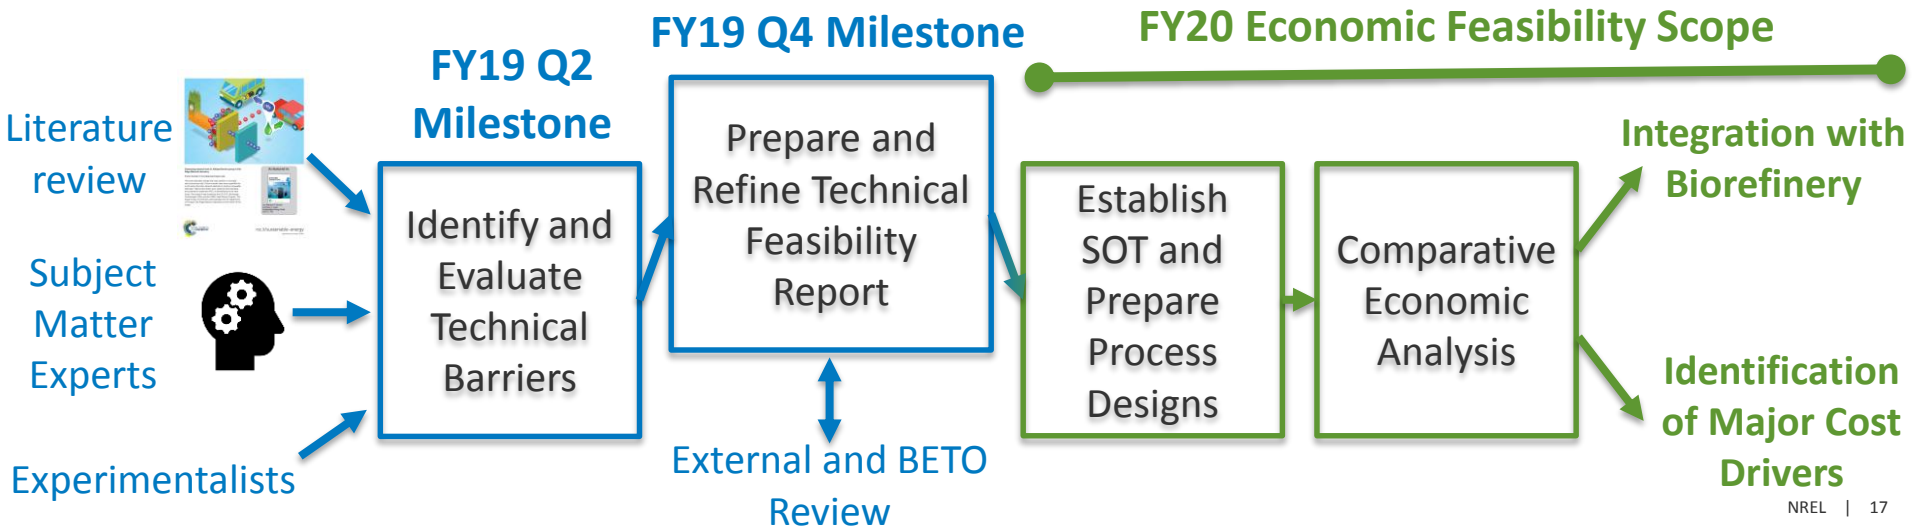 FY19 Q2
Milestone
FY19 Q4 Milestone
FY20 Economic Feasibility Scope
Literature
review
Subject
Matter
Experts
Experimentalists
Identify and
Evaluate
Technical
Barriers
Prepare and
Refine Technical
Feasibility
Report
External and BETO
Review
Establish
SOT and
Prepare
Process
Designs
Comparative
Economic
Analysis
Integration with
Biorefinery
Identification
of Major Cost
Drivers
NREL | 17